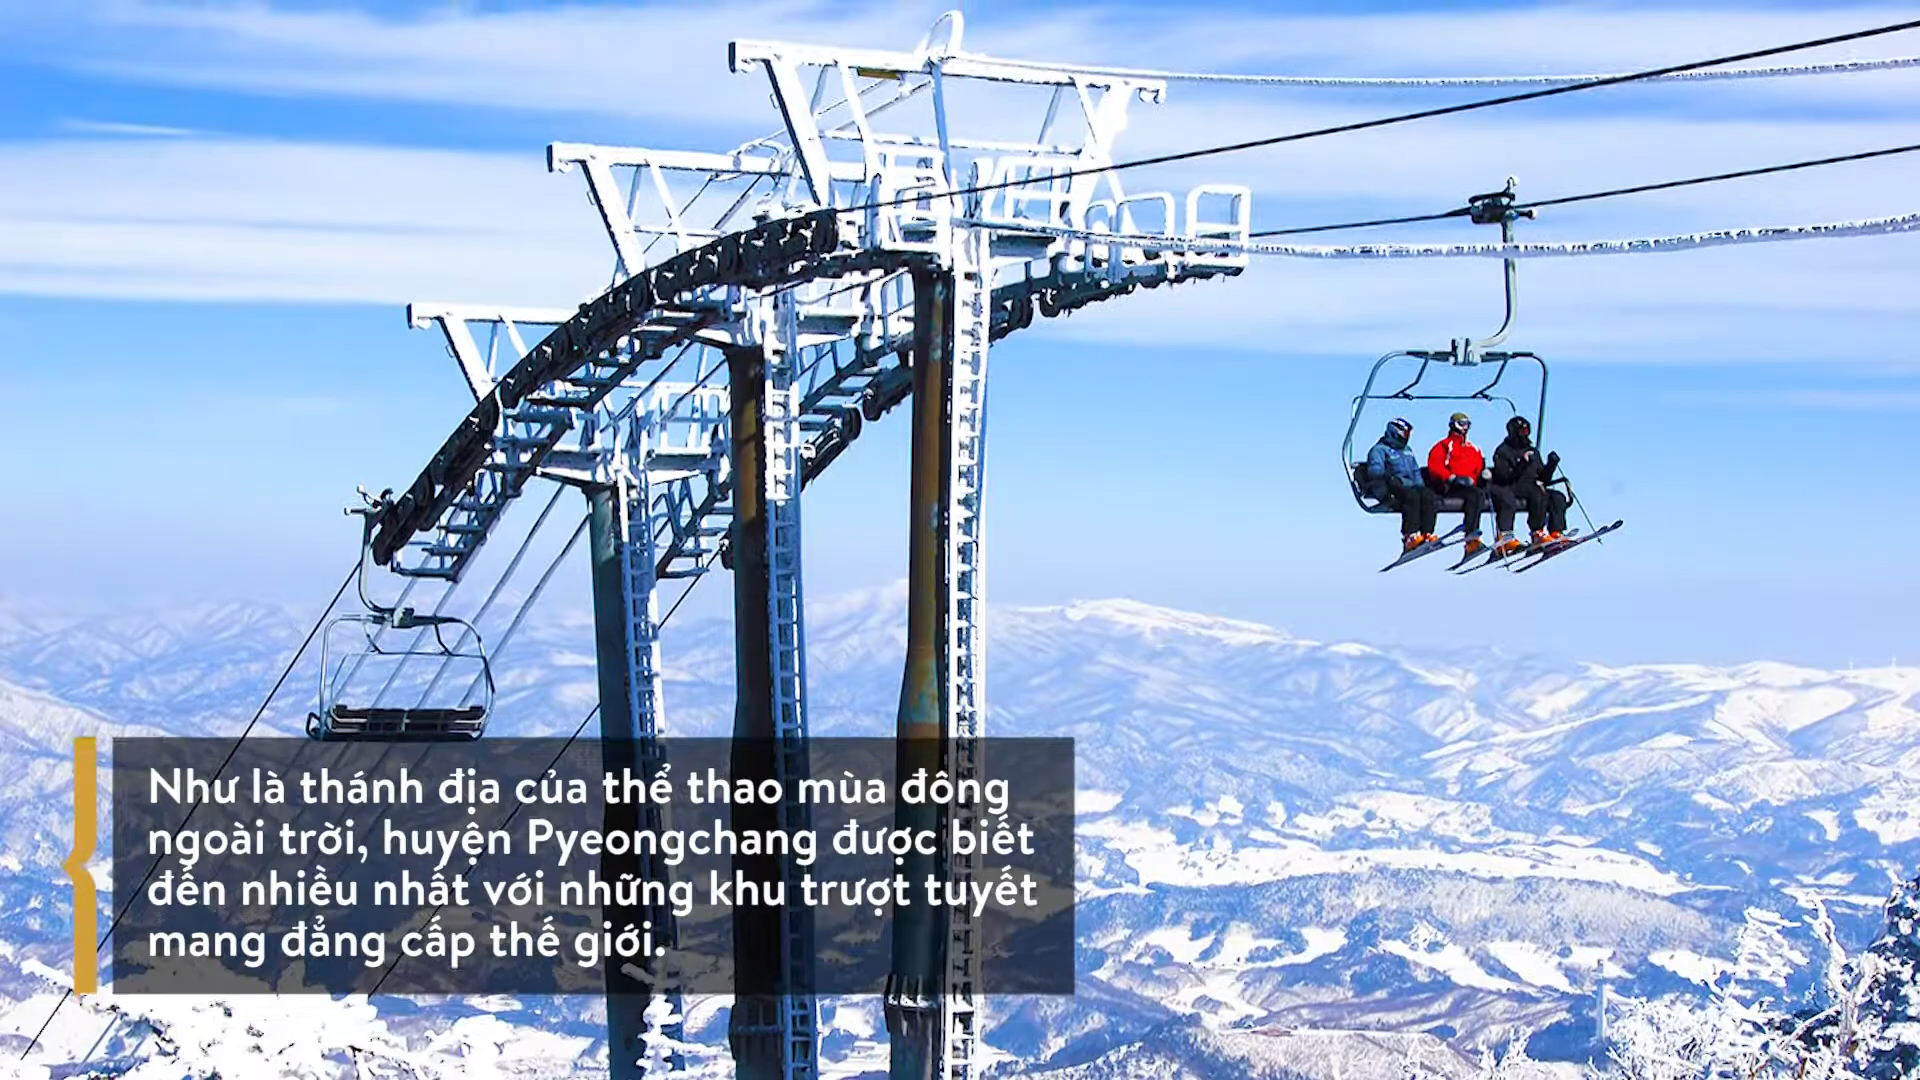 Như là thánh địa của thể thao mùa đông
ngoài trời, huyện Pyeongchang được biết
đến nhiều nhất với những khu trượt tuyết
mang đẳng cấp thế giới.